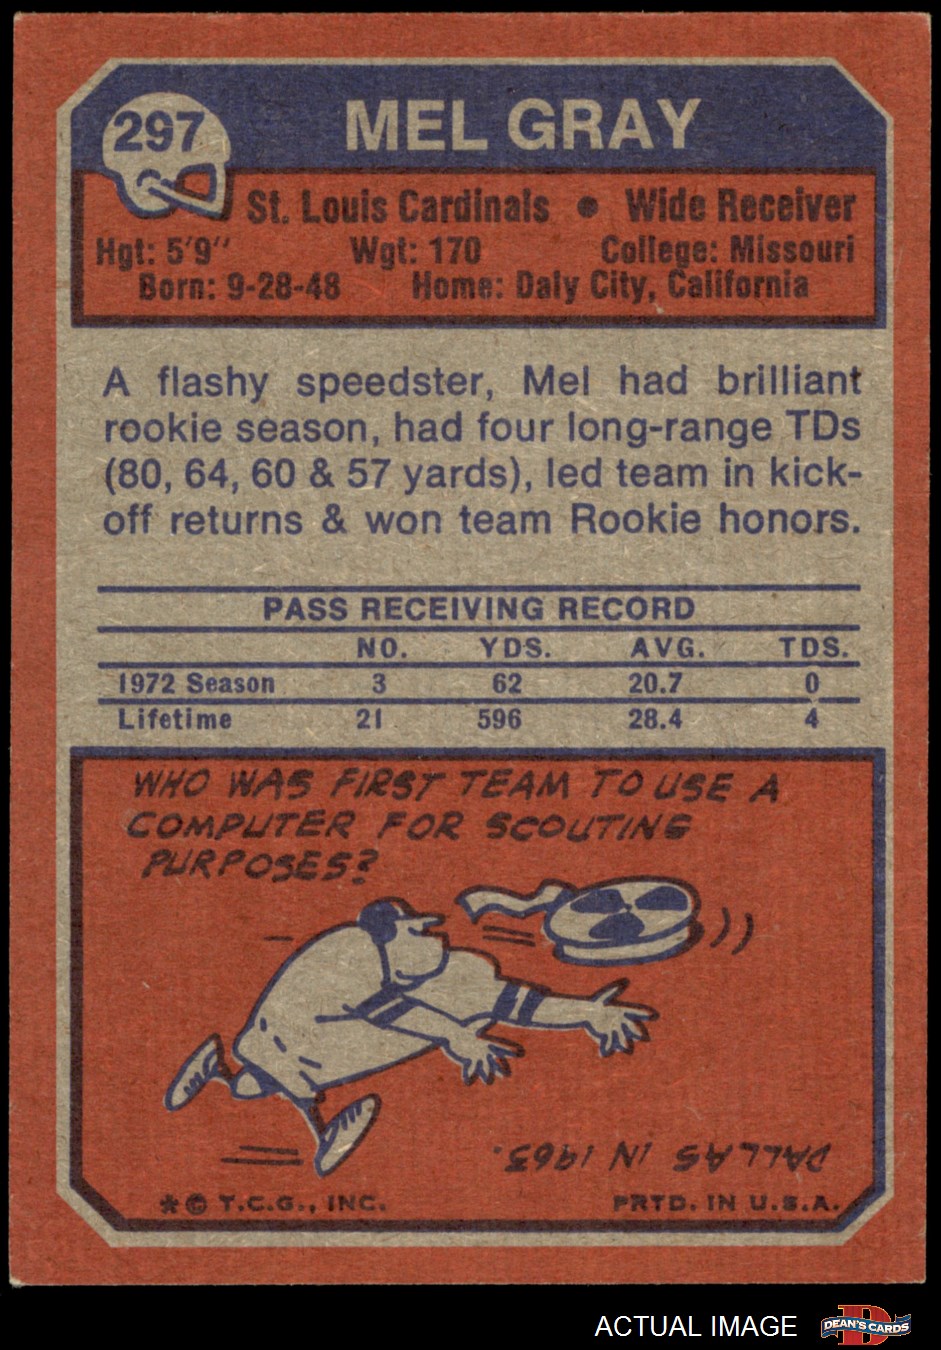 297
MEL GRAY
St. Louis Cardinals • Wide Receiver
Hgt: 5'9" Wgt: 170 College: Missouri
Born: 9-28-48 Home: Daly City, California
A flashy speedster, Mel had brilliant
rookie season, had four long-range TDs
(80, 64, 60 & 57 yards), led team in kick-
off returns & won team Rookie honors.
PASS RECEIVING RECORD
NO. YDS. AVG. TDS.
1972 Season 3 62 20.7 0
Lifetime 21 596 28.4 4
WHO WAS FIRST TEAM TO USE A
COMPUTER FOR SCOUTING
PURPOSES?
DALLAS IN 1963.
* © T.C.G., INC. PRTD. IN U.S.A.
ACTUAL IMAGE
D
DEAN'S CARDS